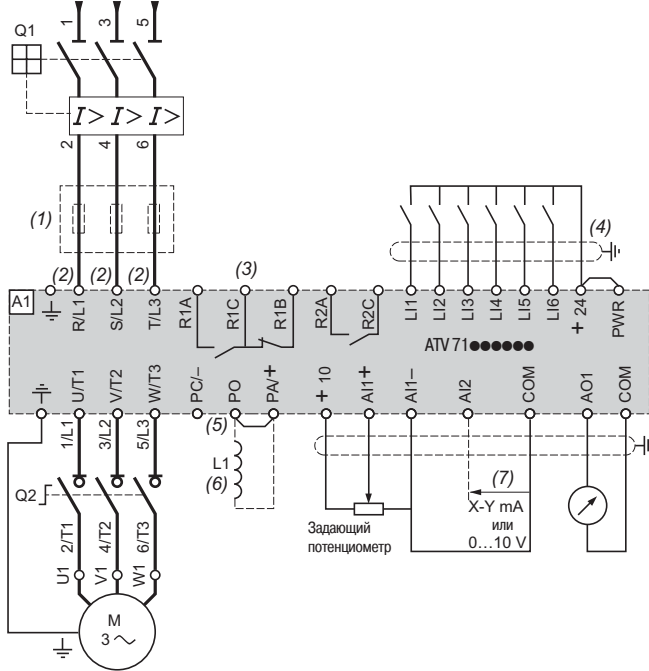 1 3 5
Q1
I> I> I>
2 4 6
(1)
(2) (2) (2) (3) (4)
A1
R/L1 S/L2 T/L3 R1A R1C R1B R2A R2C LI1 LI2 LI3 LI4 LI5 LI6 + 24 PWR
ATV 71●●●●●●
U/T1 V/T2 W/T3 PC/– PO PA/+ + 10 AI1+ AI1– AI2 COM AO1 COM
1/L1 3/L2 5/L3
(5)
L1
(6)
(7)
X-Y mA
или
0...10 V
Задающий
потенциометр
Q2
2/T1 4/T2 6/T3
U1 V1 W1
M
3 ~